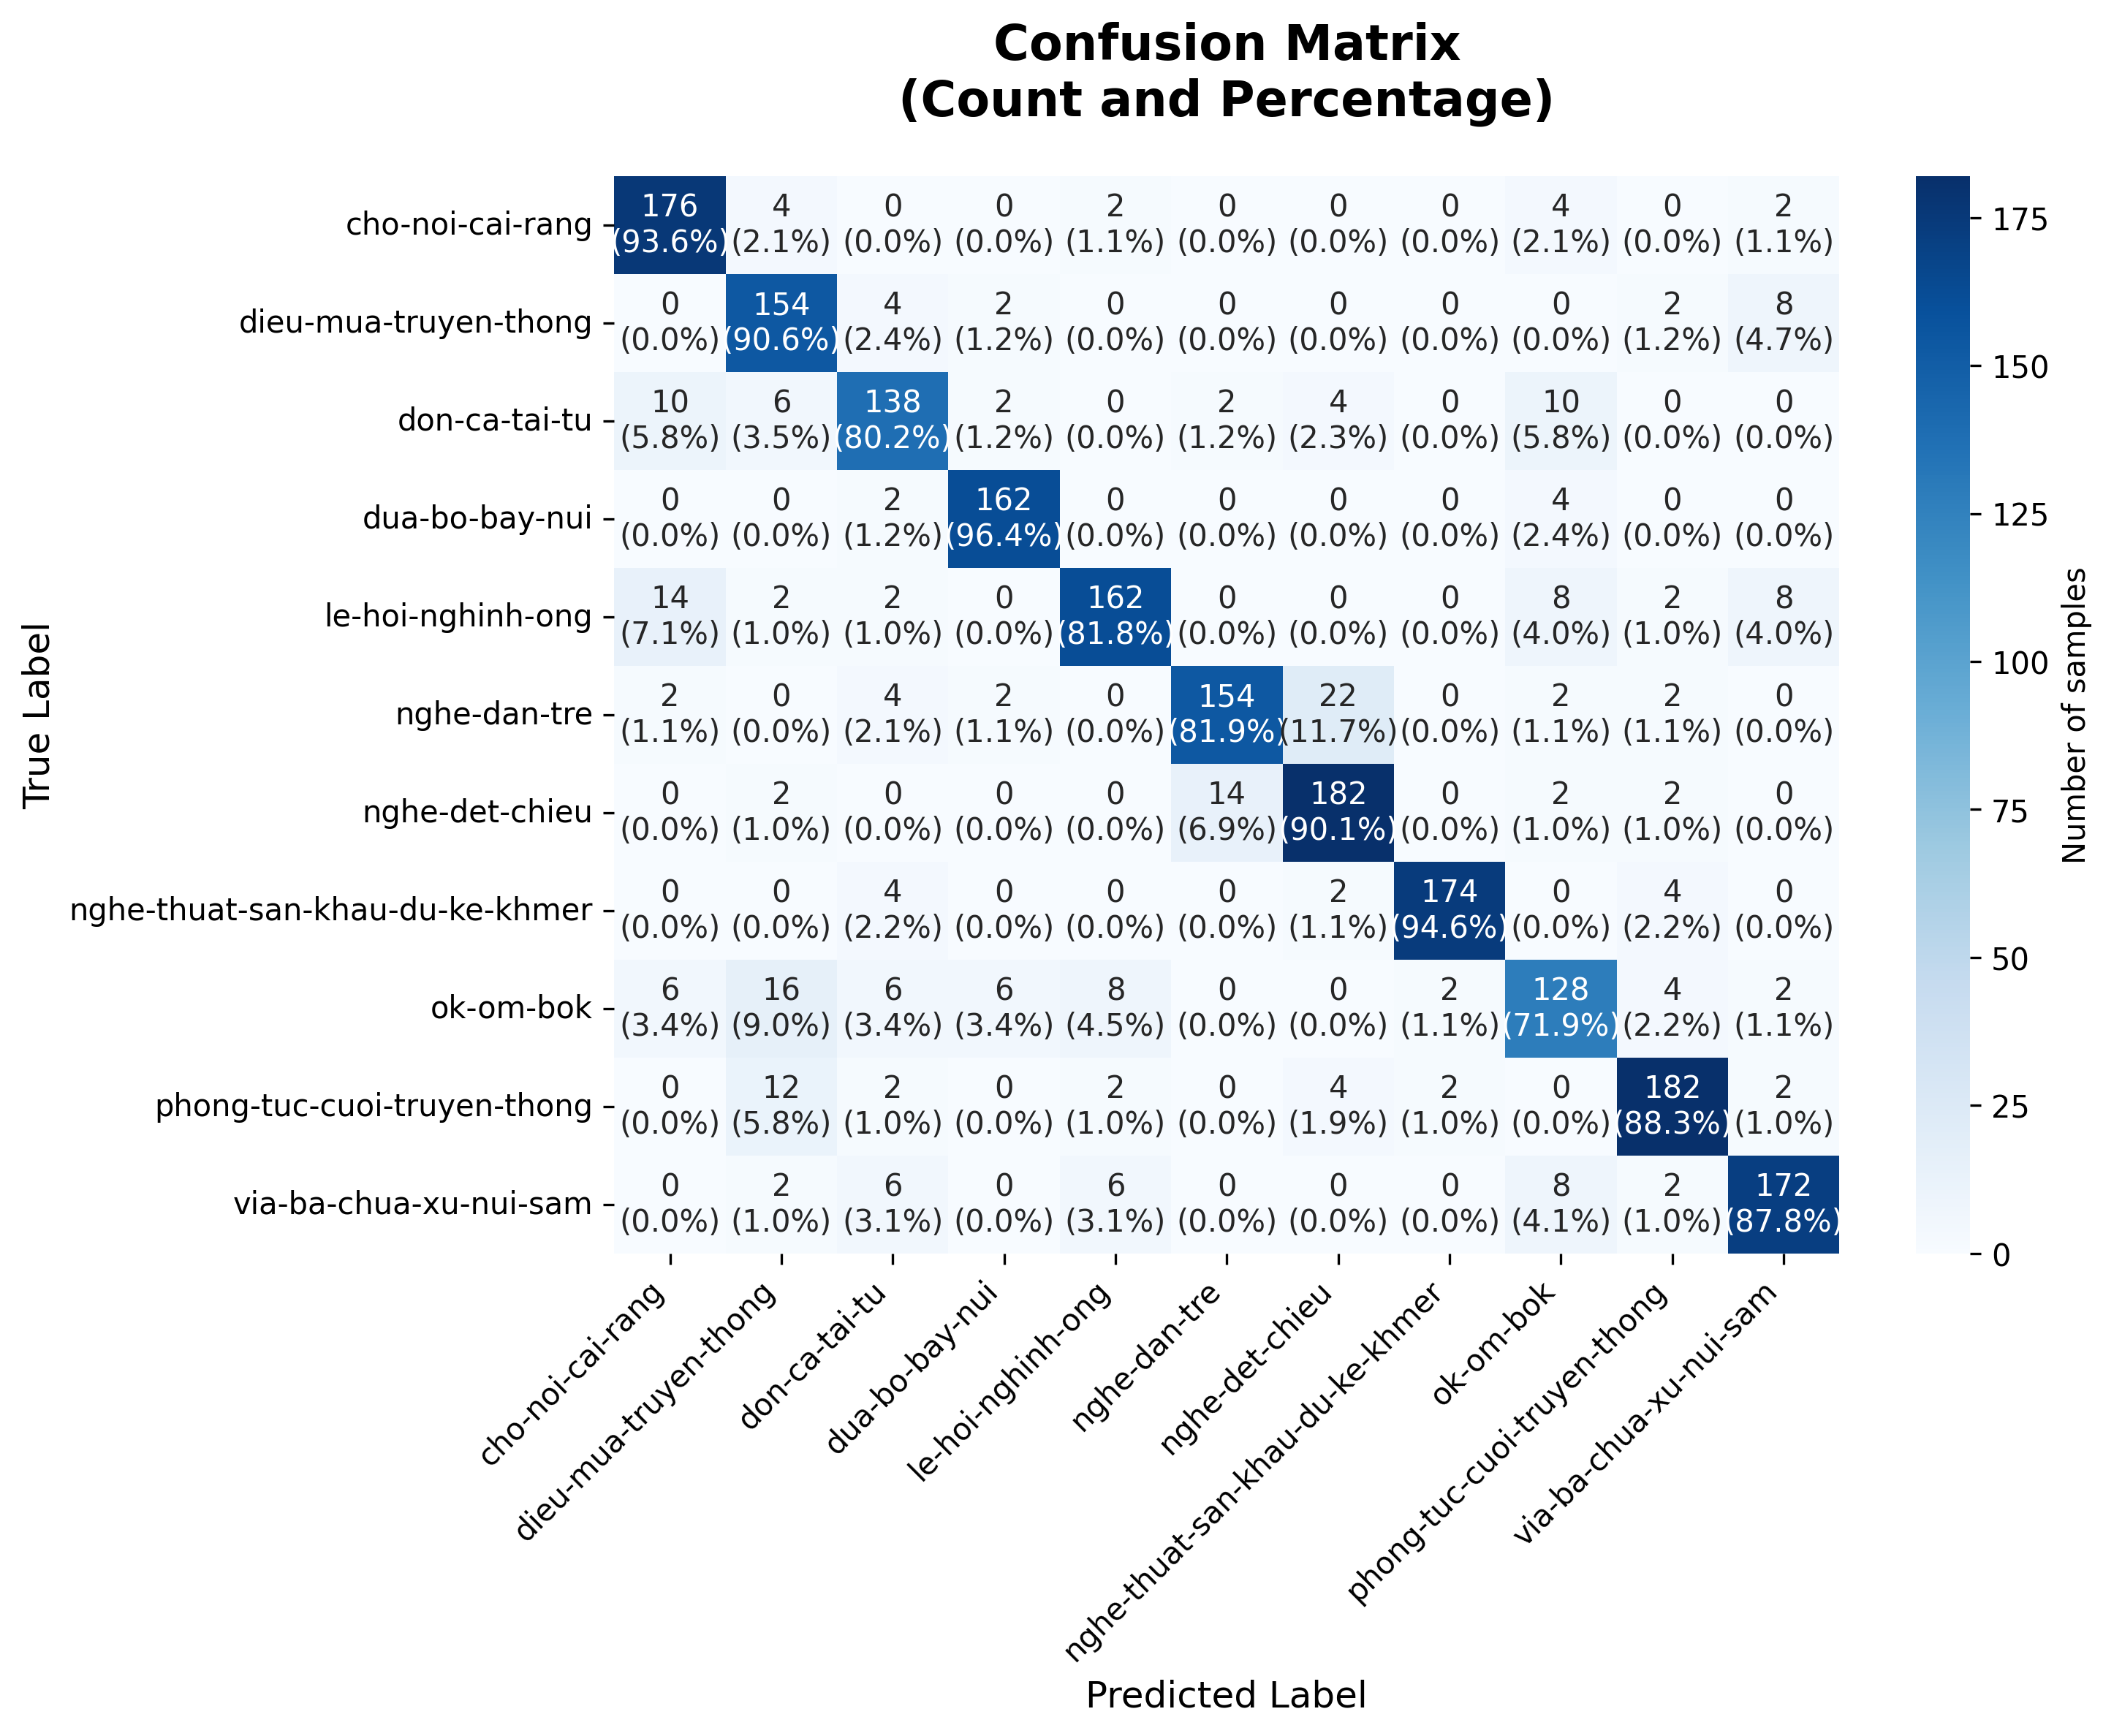 Confusion Matrix
(Count and Percentage)
cho-noi-cai-rang 176 4 0 0 2 0 0 0 4 0 2
(93.6%) (2.1%) (0.0%) (0.0%) (1.1%) (0.0%) (0.0%) (0.0%) (2.1%) (0.0%) (1.1%)
dieu-mua-truyen-thong 0 154 4 2 0 0 0 0 0 2 8
(0.0%) (90.6%) (2.4%) (1.2%) (0.0%) (0.0%) (0.0%) (0.0%) (0.0%) (1.2%) (4.7%)
don-ca-tai-tu 10 6 138 2 0 2 4 0 10 0 0
(5.8%) (3.5%) (80.2%) (1.2%) (0.0%) (1.2%) (2.3%) (0.0%) (5.8%) (0.0%) (0.0%)
dua-bo-bay-nui 0 0 2 162 0 0 0 0 4 0 0
(0.0%) (0.0%) (1.2%) (96.4%) (0.0%) (0.0%) (0.0%) (0.0%) (2.4%) (0.0%) (0.0%)
le-hoi-nghinh-ong 14 2 2 0 162 0 0 0 8 2 8
(7.1%) (1.0%) (1.0%) (0.0%) (81.8%) (0.0%) (0.0%) (0.0%) (4.0%) (1.0%) (4.0%)
nghe-dan-tre 2 0 4 2 0 154 22 0 2 2 0
(1.1%) (0.0%) (2.1%) (1.1%) (0.0%) (81.9%) (11.7%) (0.0%) (1.1%) (1.1%) (0.0%)
nghe-det-chieu 0 2 0 0 0 14 182 0 2 2 0
(0.0%) (1.0%) (0.0%) (0.0%) (0.0%) (6.9%) (90.1%) (0.0%) (1.0%) (1.0%) (0.0%)
nghe-thuat-san-khau-du-ke-khmer 0 0 4 0 0 0 2 174 0 4 0
(0.0%) (0.0%) (2.2%) (0.0%) (0.0%) (0.0%) (1.1%) (94.6%) (0.0%) (2.2%) (0.0%)
ok-om-bok 6 16 6 6 8 0 0 2 128 4 2
(3.4%) (9.0%) (3.4%) (3.4%) (4.5%) (0.0%) (0.0%) (1.1%) (71.9%) (2.2%) (1.1%)
phong-tuc-cuoi-truyen-thong 0 12 2 0 2 0 4 2 0 182 2
(0.0%) (5.8%) (1.0%) (0.0%) (1.0%) (0.0%) (1.9%) (1.0%) (0.0%) (88.3%) (1.0%)
via-ba-chua-xu-nui-sam 0 2 6 0 6 0 0 0 8 2 172
(0.0%) (1.0%) (3.1%) (0.0%) (3.1%) (0.0%) (0.0%) (0.0%) (4.1%) (1.0%) (87.8%)
True Label
cho-noi-cai-rang
dieu-mua-truyen-thong
don-ca-tai-tu
dua-bo-bay-nui
le-hoi-nghinh-ong
nghe-dan-tre
nghe-det-chieu
nghe-thuat-san-khau-du-ke-khmer
ok-om-bok
phong-tuc-cuoi-truyen-thong
via-ba-chua-xu-nui-sam
Predicted Label
175
150
125
100
75
50
25
0
Number of samples